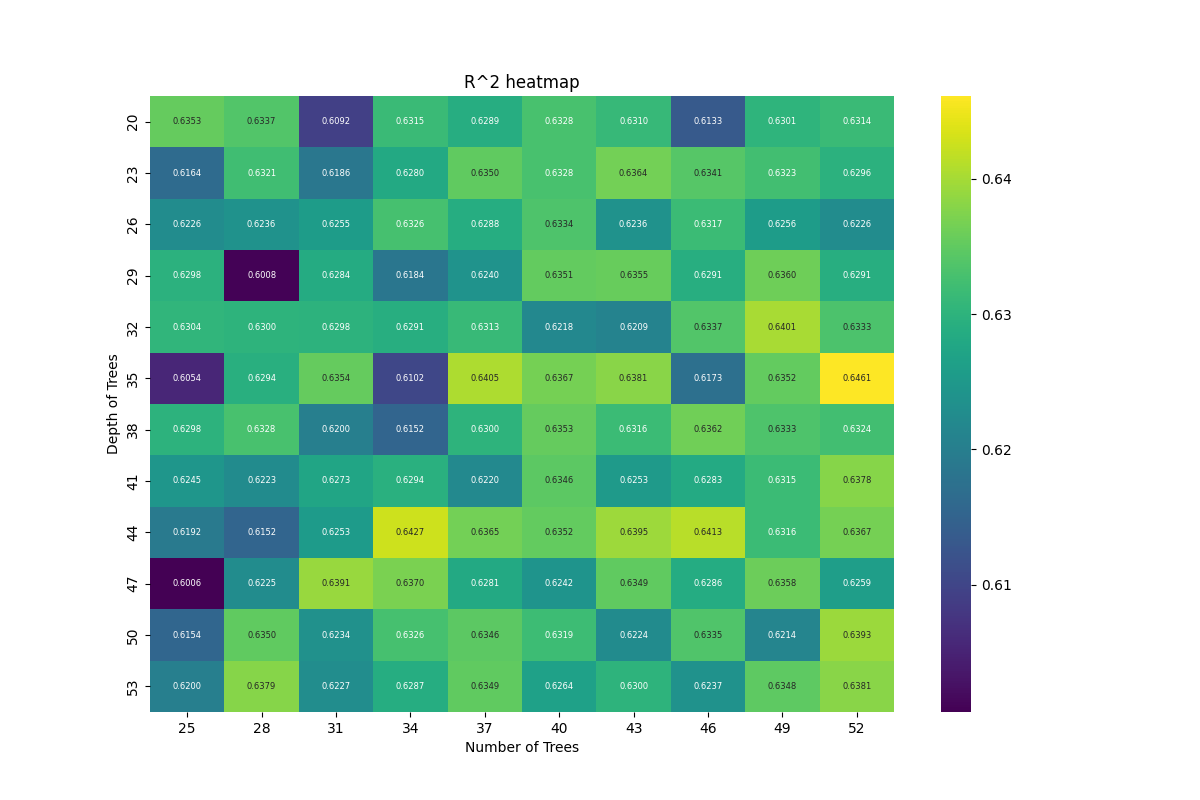 R^2 heatmap
20 0.6353 0.6337 0.6092 0.6315 0.6289 0.6328 0.6310 0.6133 0.6301 0.6314
23 0.6164 0.6321 0.6186 0.6280 0.6350 0.6328 0.6364 0.6341 0.6323 0.6296
26 0.6226 0.6236 0.6255 0.6326 0.6288 0.6334 0.6236 0.6317 0.6256 0.6226
29 0.6298 0.6008 0.6284 0.6184 0.6240 0.6351 0.6355 0.6291 0.6360 0.6291
32 0.6304 0.6300 0.6298 0.6291 0.6313 0.6218 0.6209 0.6337 0.6401 0.6333
35 0.6054 0.6294 0.6354 0.6102 0.6405 0.6367 0.6381 0.6173 0.6352 0.6461
38 0.6298 0.6328 0.6200 0.6152 0.6300 0.6353 0.6316 0.6362 0.6333 0.6324
41 0.6245 0.6223 0.6273 0.6294 0.6220 0.6346 0.6253 0.6283 0.6315 0.6378
44 0.6192 0.6152 0.6253 0.6427 0.6365 0.6352 0.6395 0.6413 0.6316 0.6367
47 0.6006 0.6225 0.6391 0.6370 0.6281 0.6242 0.6349 0.6286 0.6358 0.6259
50 0.6154 0.6350 0.6234 0.6326 0.6346 0.6319 0.6224 0.6335 0.6214 0.6393
53 0.6200 0.6379 0.6227 0.6287 0.6349 0.6264 0.6300 0.6237 0.6348 0.6381
25 28 31 34 37 40 43 46 49 52
Number of Trees
Depth of Trees
0.64
0.63
0.62
0.61